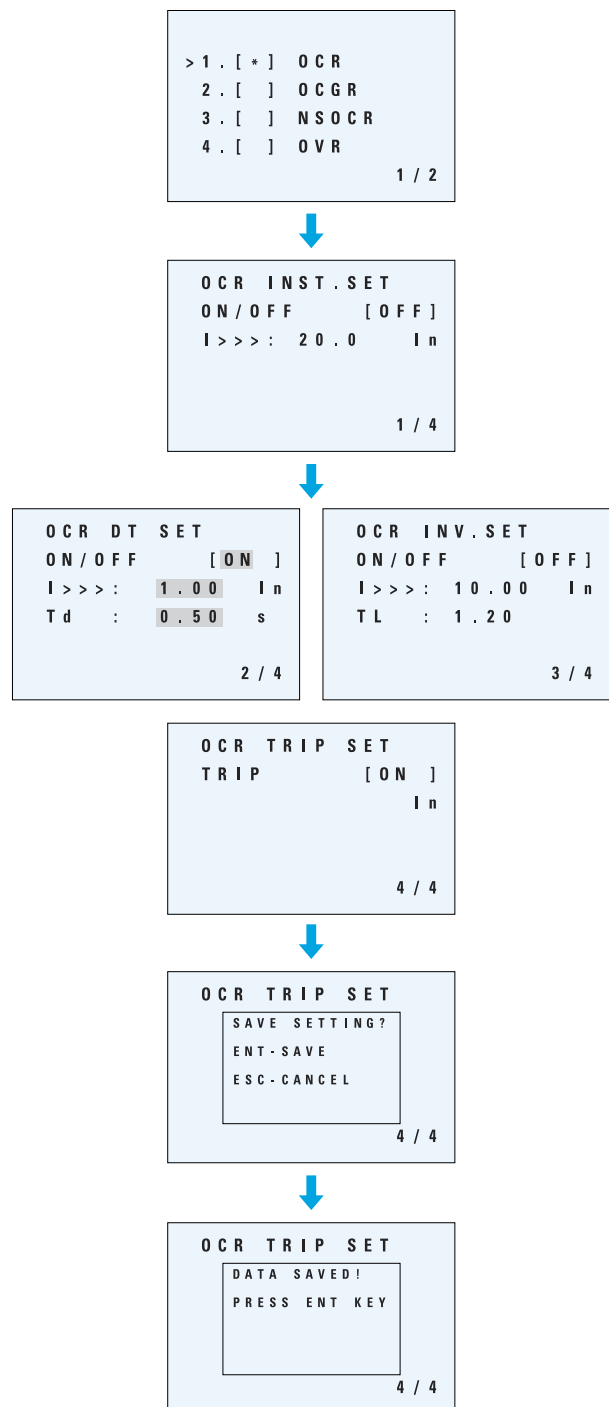 >1.[*] OCR
2.[ ] OCGR
3.[ ] NSOCR
4.[ ] OVR
1/2
OCR INST.SET
ON/OFF [OFF]
I>>>: 20.0 In
1/4
OCR DT SET
ON/OFF [ON ]
I>>>: 1.00 In
Td : 0.50 s
2/4
OCR INV.SET
ON/OFF [OFF]
I>>>: 10.00 In
TL : 1.20
3/4
OCR TRIP SET
TRIP [ON ]
In
4/4
OCR TRIP SET
SAVE SETTING?
ENT-SAVE
ESC-CANCEL
4/4
OCR TRIP SET
DATA SAVED!
PRESS ENT KEY
4/4